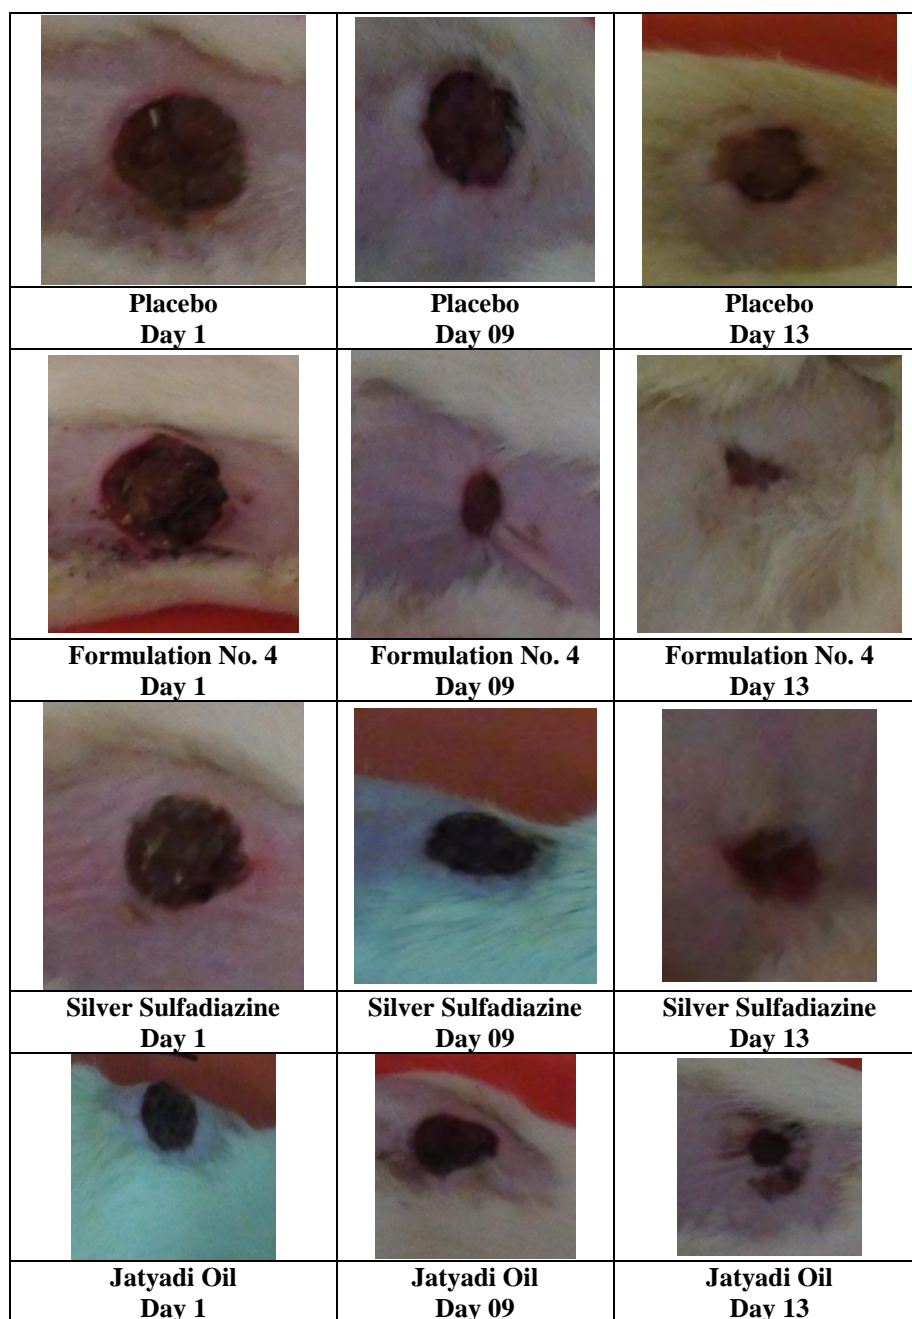 Placebo
Day 1
Placebo
Day 09
Placebo
Day 13
Formulation No. 4
Day 1
Formulation No. 4
Day 09
Formulation No. 4
Day 13
Silver Sulfadiazine
Day 1
Silver Sulfadiazine
Day 09
Silver Sulfadiazine
Day 13
Jatyadi Oil
Day 1
Jatyadi Oil
Day 09
Jatyadi Oil
Day 13